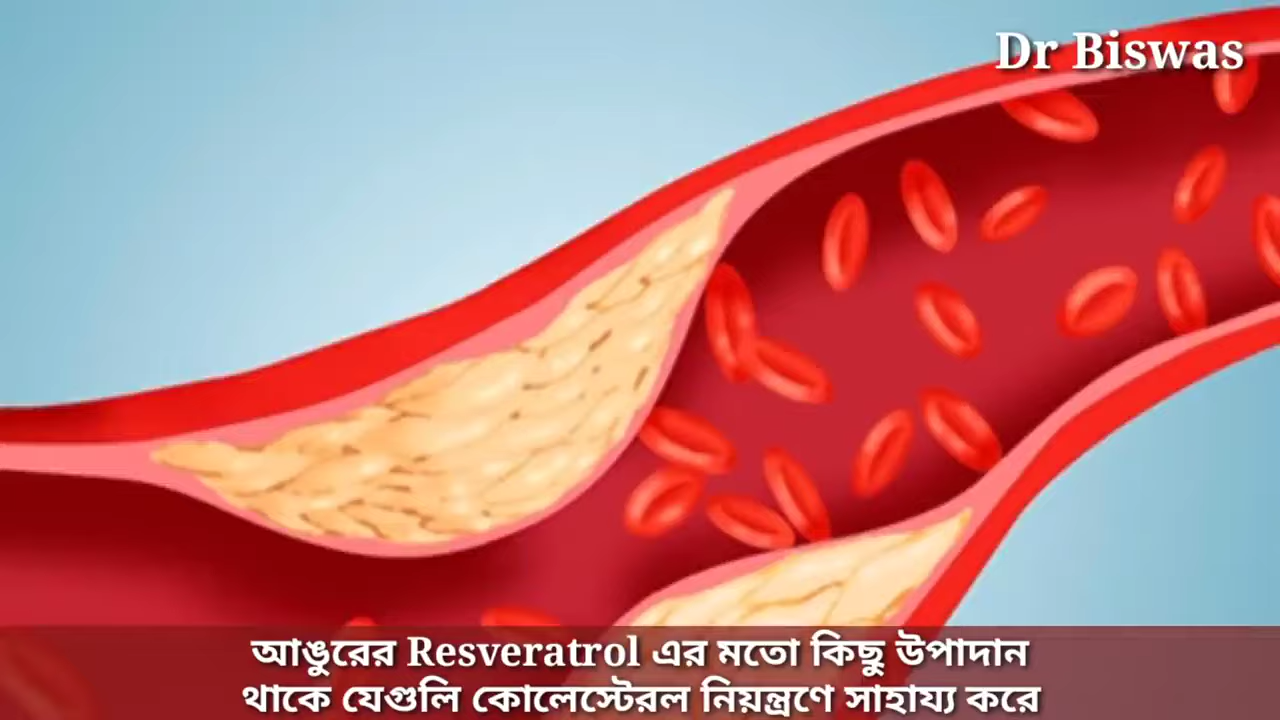 Dr Biswas
আঙুরের Resveratrol এর মতো কিছু উপাদান
থাকে যেগুলি কোলেস্টেরল নিয়ন্ত্রণে সাহায্য করে